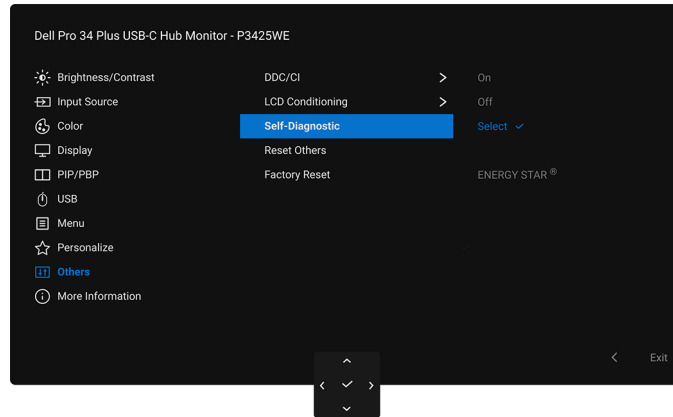 Dell Pro 34 Plus USB-C Hub Monitor - P3425WE
Brightness/Contrast
Input Source
Color
Display
PIP/PBP
USB
Menu
Personalize
Others
More Information
DDC/CI > On
LCD Conditioning > Off
Self-Diagnostic Select ✓
Reset Others
Factory Reset ENERGY STAR ®
< Exit